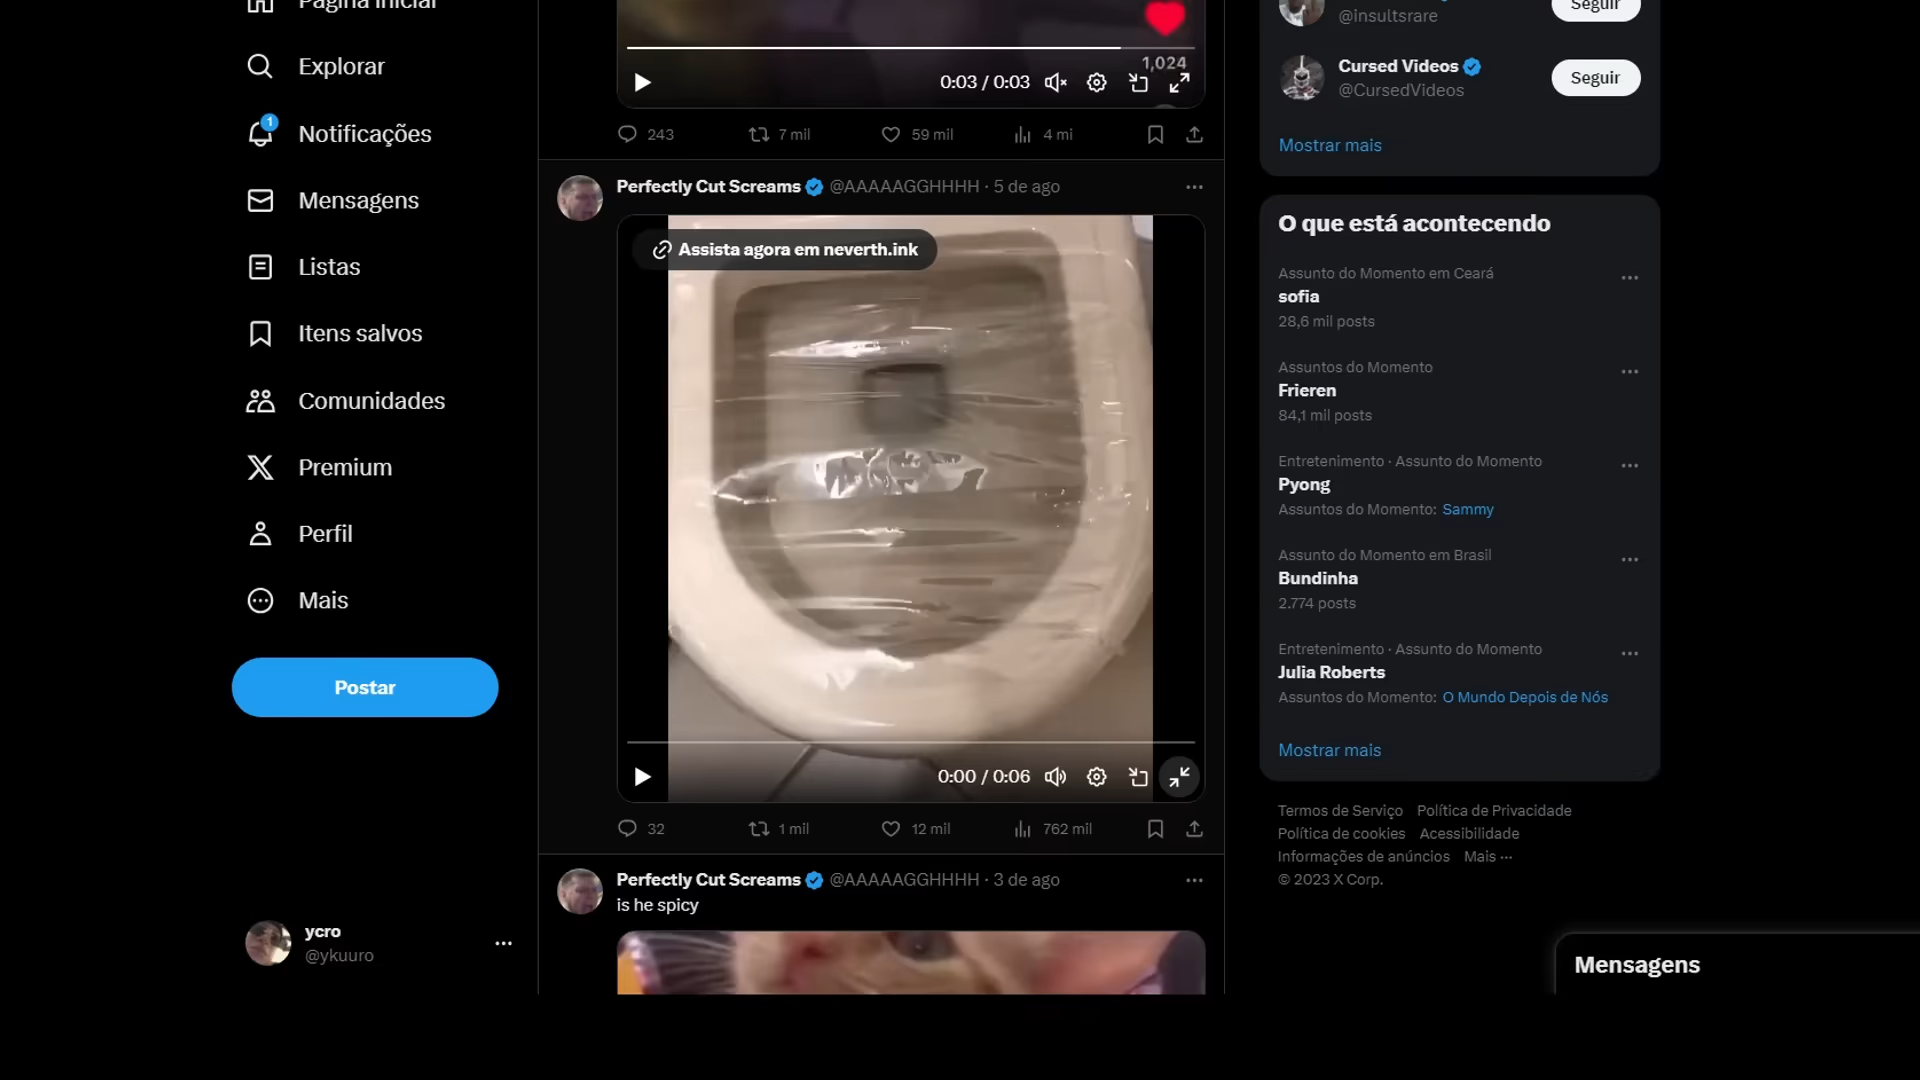 Página inicial
Explorar
1
Notificações
Mensagens
Listas
Itens salvos
Comunidades
Premium
Perfil
Mais
Postar
ycro
@ykuuro
1,024
0:03 / 0:03
243
7 mil
59 mil
4 mi
Perfectly Cut Screams @AAAAAGGHHHH · 5 de ago
Assista agora em neverth.ink
0:00 / 0:06
32
1 mil
12 mil
762 mil
Perfectly Cut Screams @AAAAAGGHHHH · 3 de ago
is he spicy
@insultsrare
Seguir
Cursed Videos
@CursedVideos
Seguir
Mostrar mais
O que está acontecendo
Assunto do Momento em Ceará
sofia
28,6 mil posts
Assuntos do Momento
Frieren
84,1 mil posts
Entretenimento · Assunto do Momento
Pyong
Assuntos do Momento: Sammy
Assunto do Momento em Brasil
Bundinha
2.774 posts
Entretenimento · Assunto do Momento
Julia Roberts
Assuntos do Momento: O Mundo Depois de Nós
Mostrar mais
Termos de Serviço Política de Privacidade
Política de cookies Acessibilidade
Informações de anúncios Mais ···
© 2023 X Corp.
Mensagens